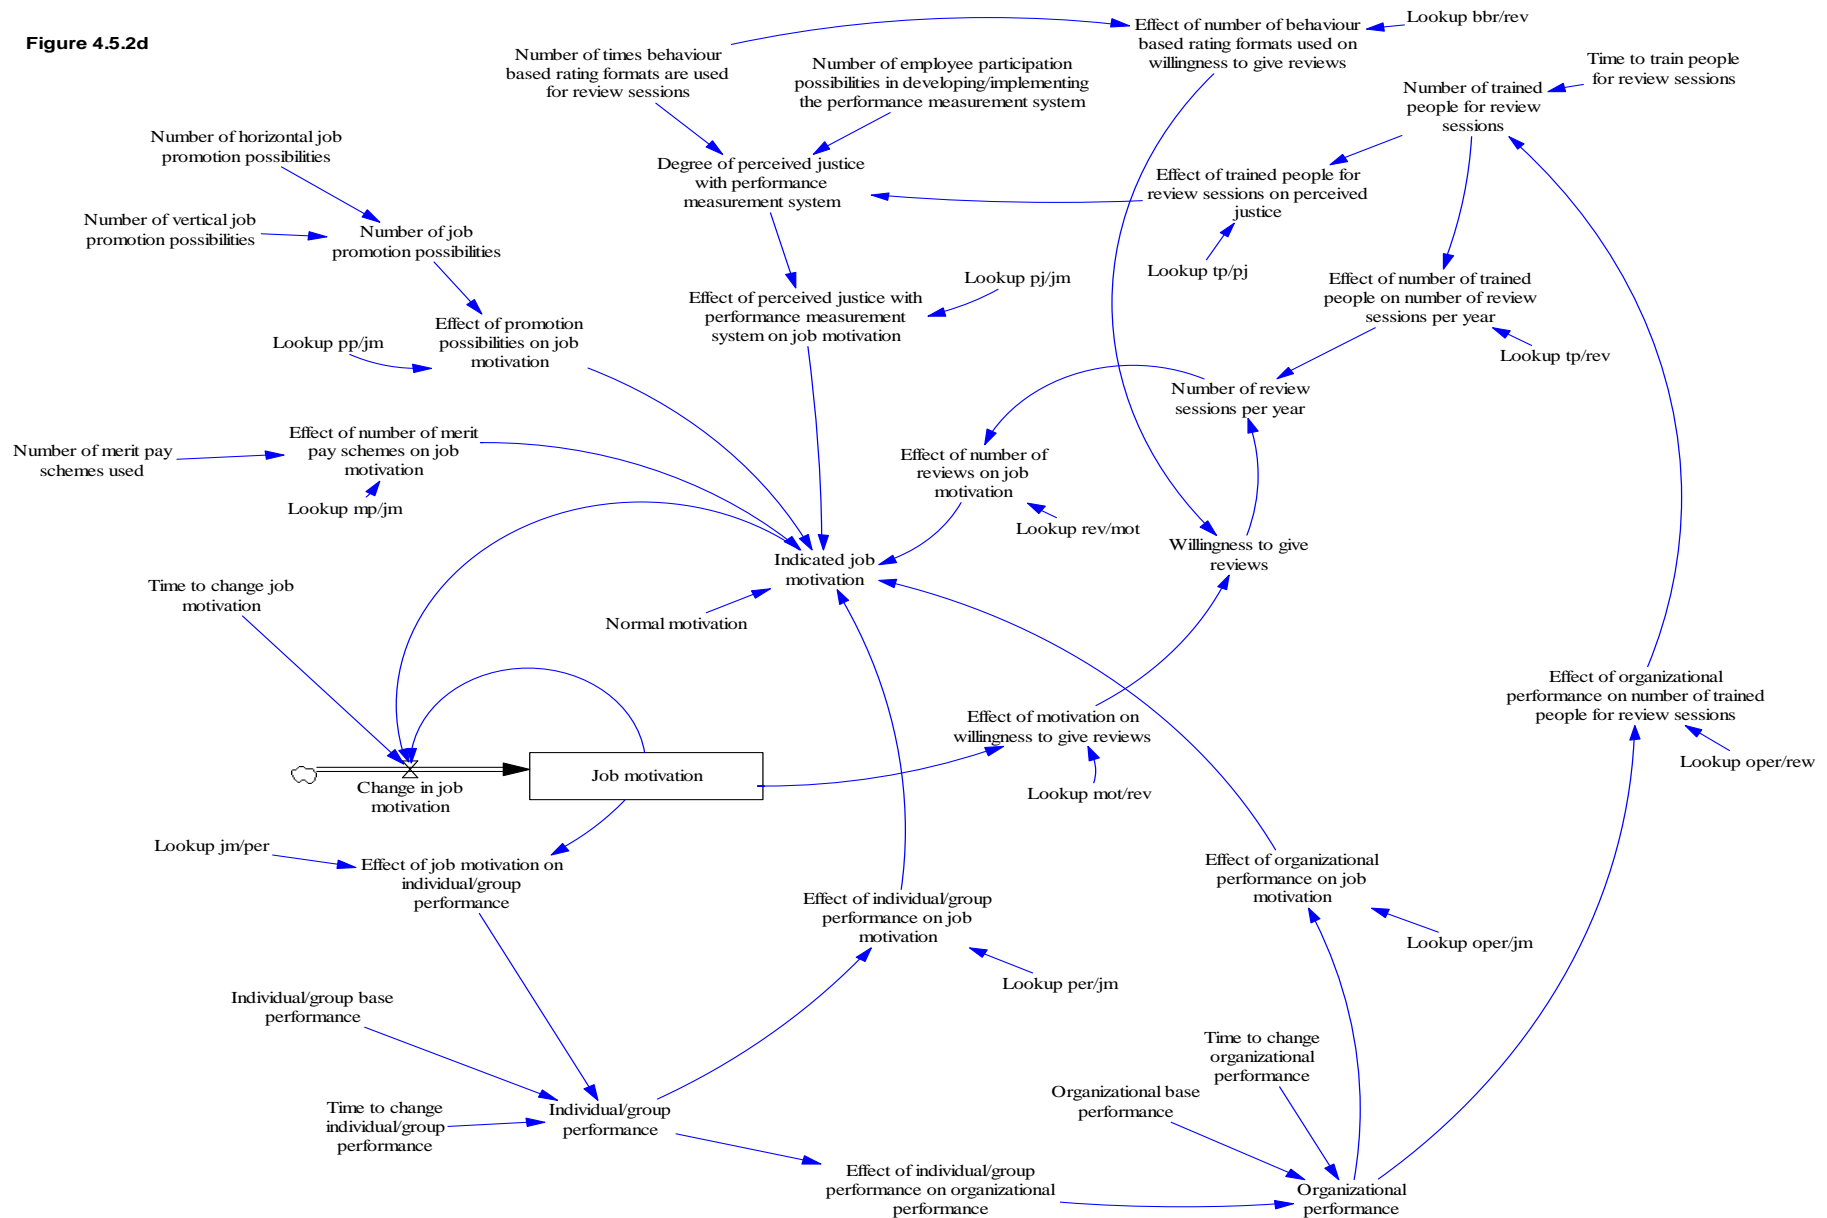 Figure 4.5.2d
Number of times behaviour
based rating formats are used
for review sessions
Number of employee participation
possibilities in developing/implementing
the performance measurement system
Effect of number of behaviour
based rating formats used on
willingness to give reviews
Lookup bbr/rev
Time to train people
for review sessions
Number of trained
people for review
sessions
Number of horizontal job
promotion possibilities
Degree of perceived justice
with performance
measurement system
Effect of trained people for
review sessions on perceived
justice
Number of vertical job
promotion possibilities
Number of job
promotion possibilities
Lookup tp/pj
Lookup pj/jm
Effect of number of trained
people on number of review
sessions per year
Effect of perceived justice with
performance measurement
system on job motivation
Effect of promotion
possibilities on job
motivation
Lookup pp/jm
Lookup tp/rev
Number of review
sessions per year
Number of merit pay
schemes used
Effect of number of merit
pay schemes on job
motivation
Lookup mp/jm
Effect of number of
reviews on job
motivation
Lookup rev/mot
Willingness to give
reviews
Indicated job
motivation
Time to change job
motivation
Normal motivation
Effect of organizational
performance on number of trained
people for review sessions
Effect of motivation on
willingness to give reviews
Lookup oper/rew
Job motivation
Change in job
motivation
Lookup mot/rev
Lookup jm/per
Effect of job motivation on
individual/group
performance
Effect of organizational
performance on job
motivation
Effect of individual/group
performance on job
motivation
Lookup oper/jm
Lookup per/jm
Individual/group base
performance
Time to change
organizational
performance
Organizational base
performance
Time to change
individual/group
performance
Individual/group
performance
Effect of individual/group
performance on organizational
performance
Organizational
performance